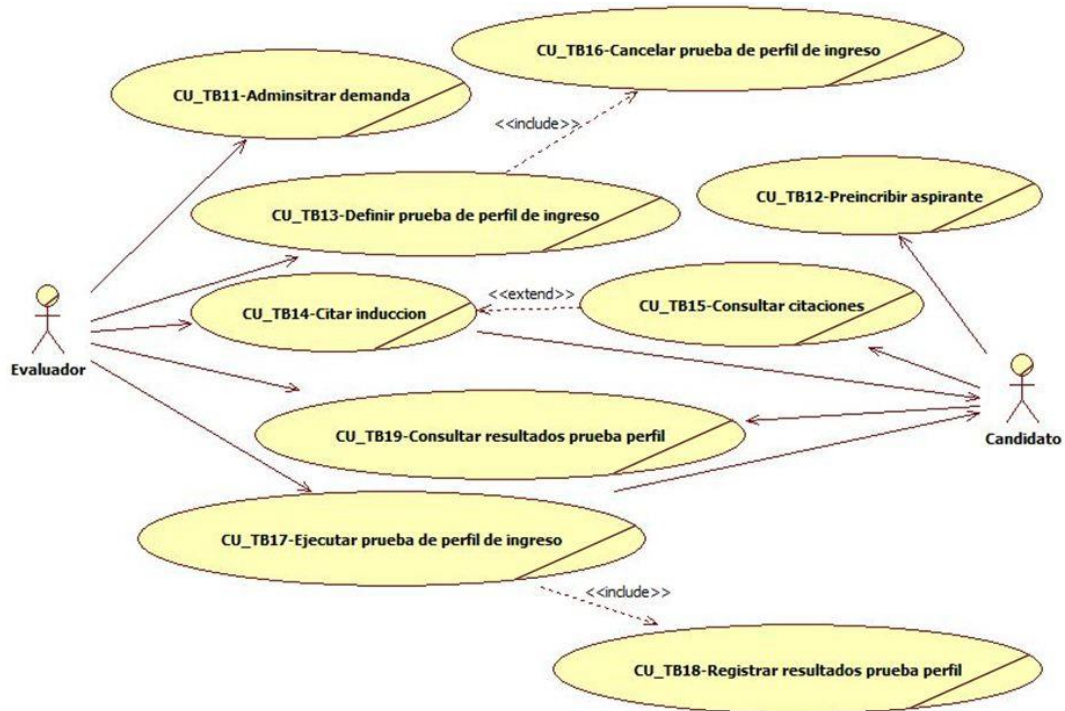 CU_TB16-Cancelar prueba de perfil de ingreso
CU_TB11-Adminsitrar demanda
<<include>>
CU_TB12-Preincribir aspirante
CU_TB13-Definir prueba de perfil de ingreso
<<extend>>
CU_TB14-Citar induccion
CU_TB15-Consultar citaciones
Evaluador
Candidato
CU_TB19-Consultar resultados prueba perfil
CU_TB17-Ejecutar prueba de perfil de ingreso
<<include>>
CU_TB18-Registrar resultados prueba perfil